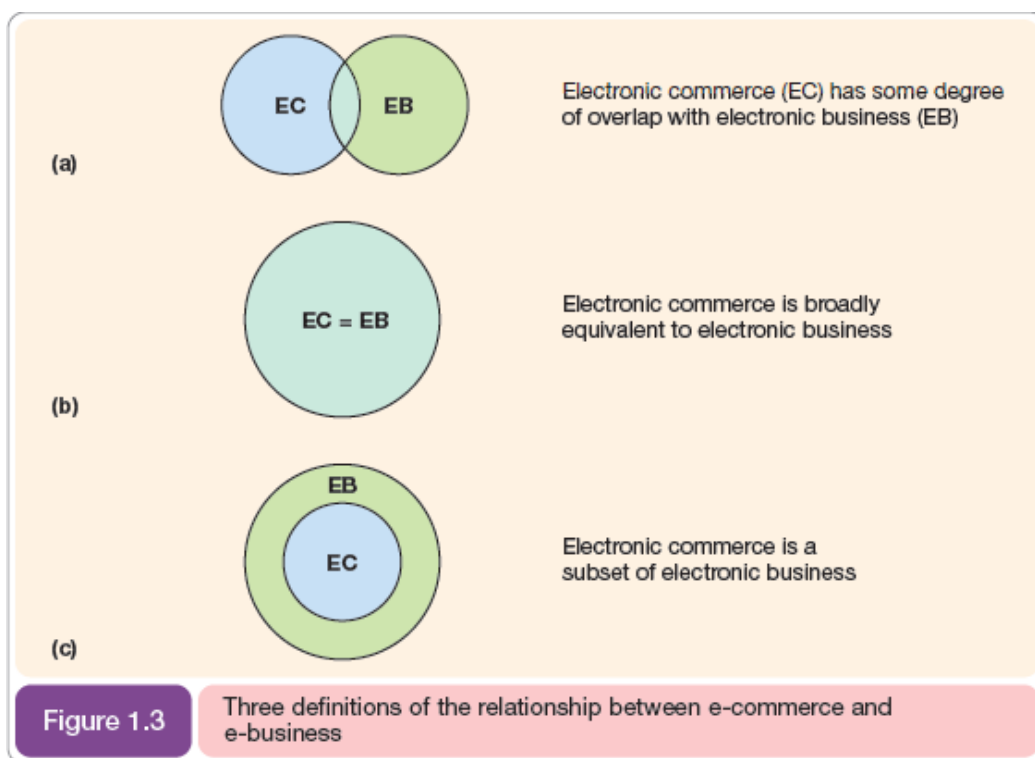 EC
EB
Electronic commerce (EC) has some degree
of overlap with electronic business (EB)
(a)
EC = EB
Electronic commerce is broadly
equivalent to electronic business
(b)
EB
EC
Electronic commerce is a
subset of electronic business
(c)
Figure 1.3
Three definitions of the relationship between e-commerce and
e-business